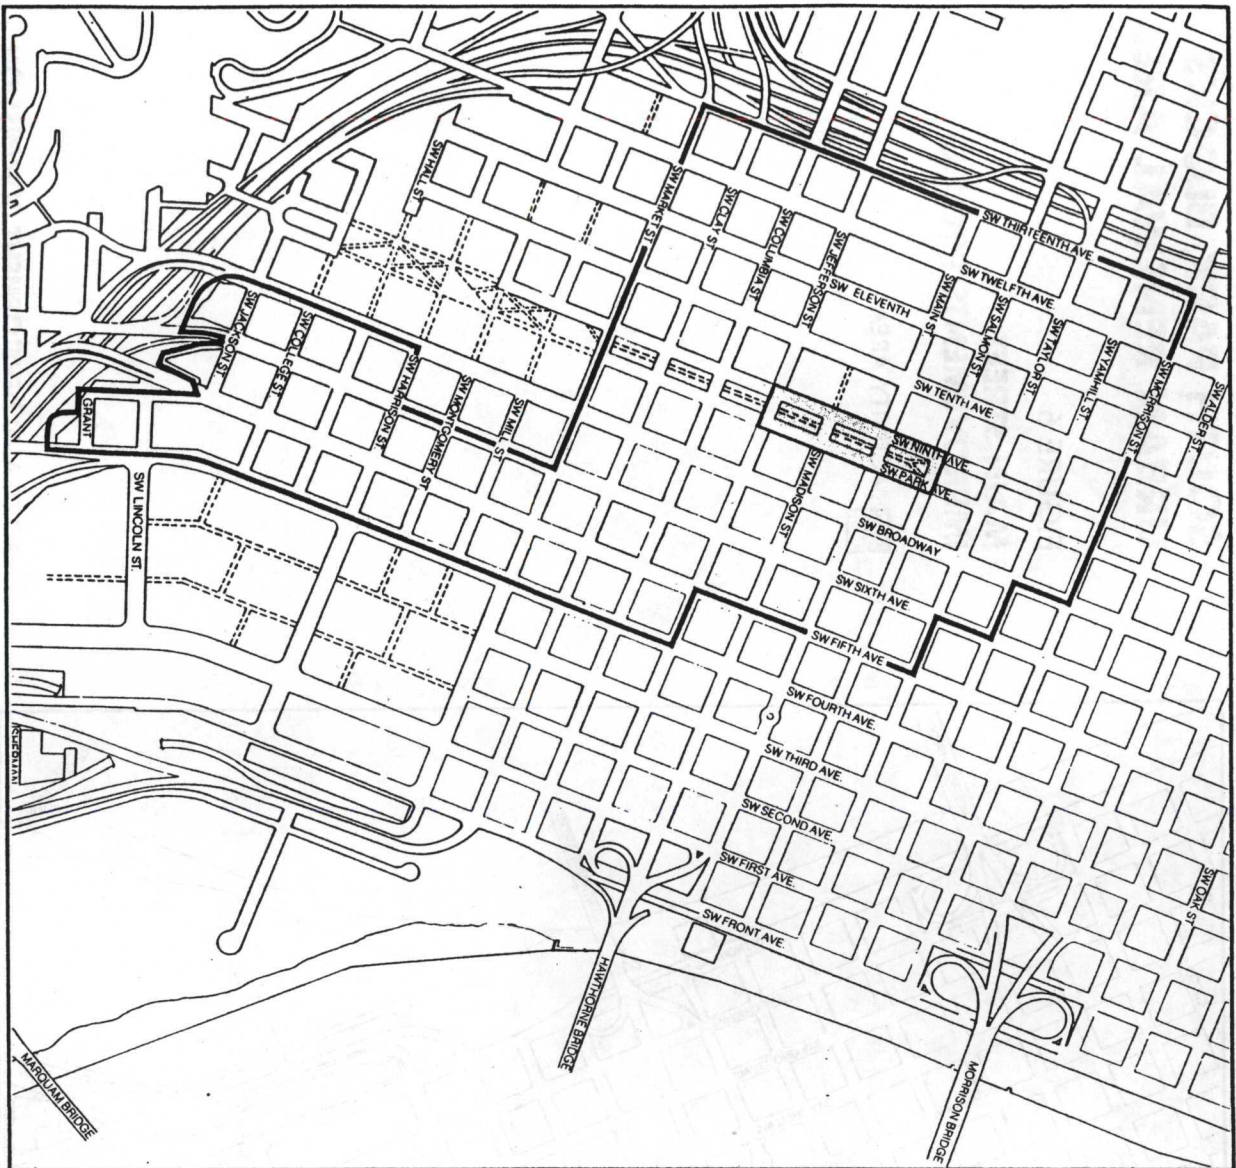 SW HALL ST
SW MARKET ST
SW CLAY ST
SW COLUMBIA ST
SW JEFFERSON ST
SW ELEVENTH
SW MAIN ST
SW SALMON ST
SW TAYLOR ST.
SW YAMHILL ST.
SW MORRISON ST
SW ALDER ST.
SW THIRTEENTH AVE.
SW TWELFTH AVE.
SW TENTH AVE.
SW NINTH AVE.
SW PARK AVE.
SW BROADWAY
SW MADISON ST
SW SIXTH AVE.
SW FIFTH AVE
SW FOURTH AVE.
SW THIRD AVE.
SW SECOND AVE.
SW FIRST AVE.
SW FRONT AVE.
SW JACKSON ST
SW COLLEGE ST
SW HARRISON ST.
SW MONTGOMERY ST
SW MILL ST
GRANT
SW LINCOLN ST.
SHERMAN
SW OAK ST
HAWTHORNE BRIDGE
MORRISON BRIDGE
MARQUAM BRIDGE